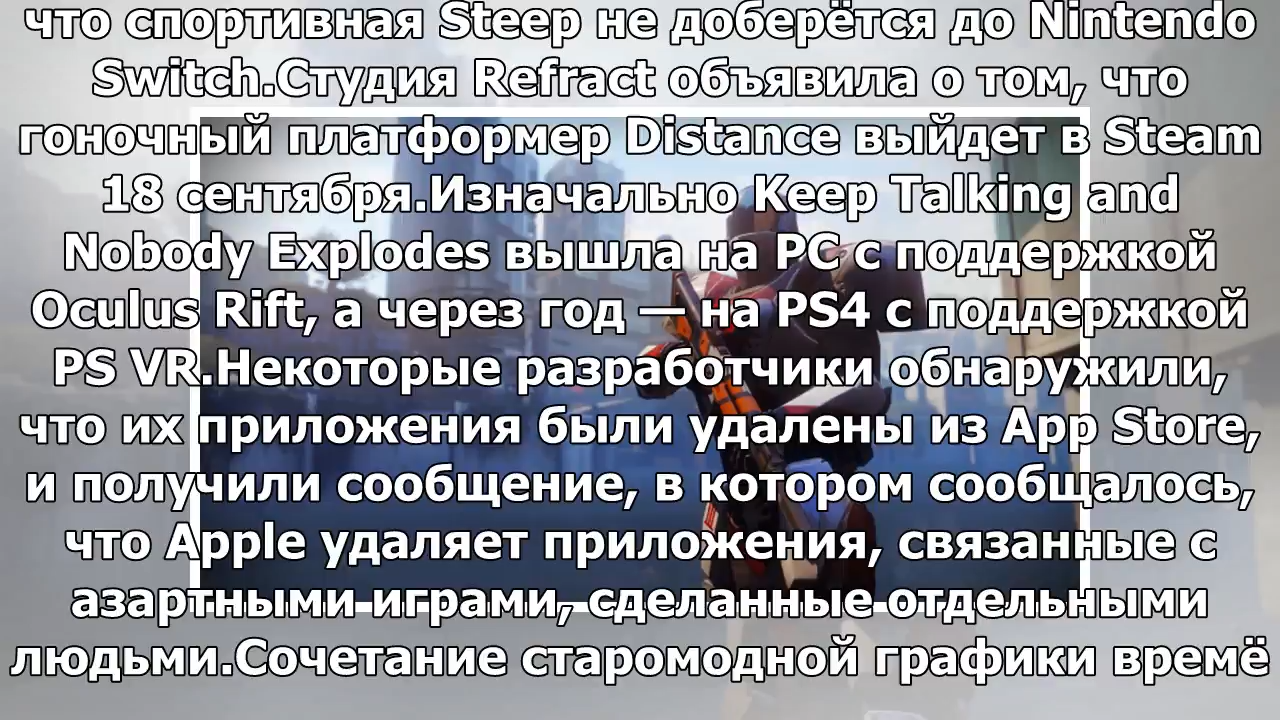 что спортивная Steep не доберётся до Nintendo
Switch.Студия Refract объявила о том, что
гоночный платформер Distance выйдет в Steam
18 сентября.Изначально Keep Talking and
Nobody Explodes вышла на PC с поддержкой
Oculus Rift, а через год — на PS4 с поддержкой
PS VR.Некоторые разработчики обнаружили,
что их приложения были удалены из App Store,
и получили сообщение, в котором сообщалось,
что Apple удаляет приложения, связанные с
азартными играми, сделанные отдельными
людьми.Сочетание старомодной графики времё